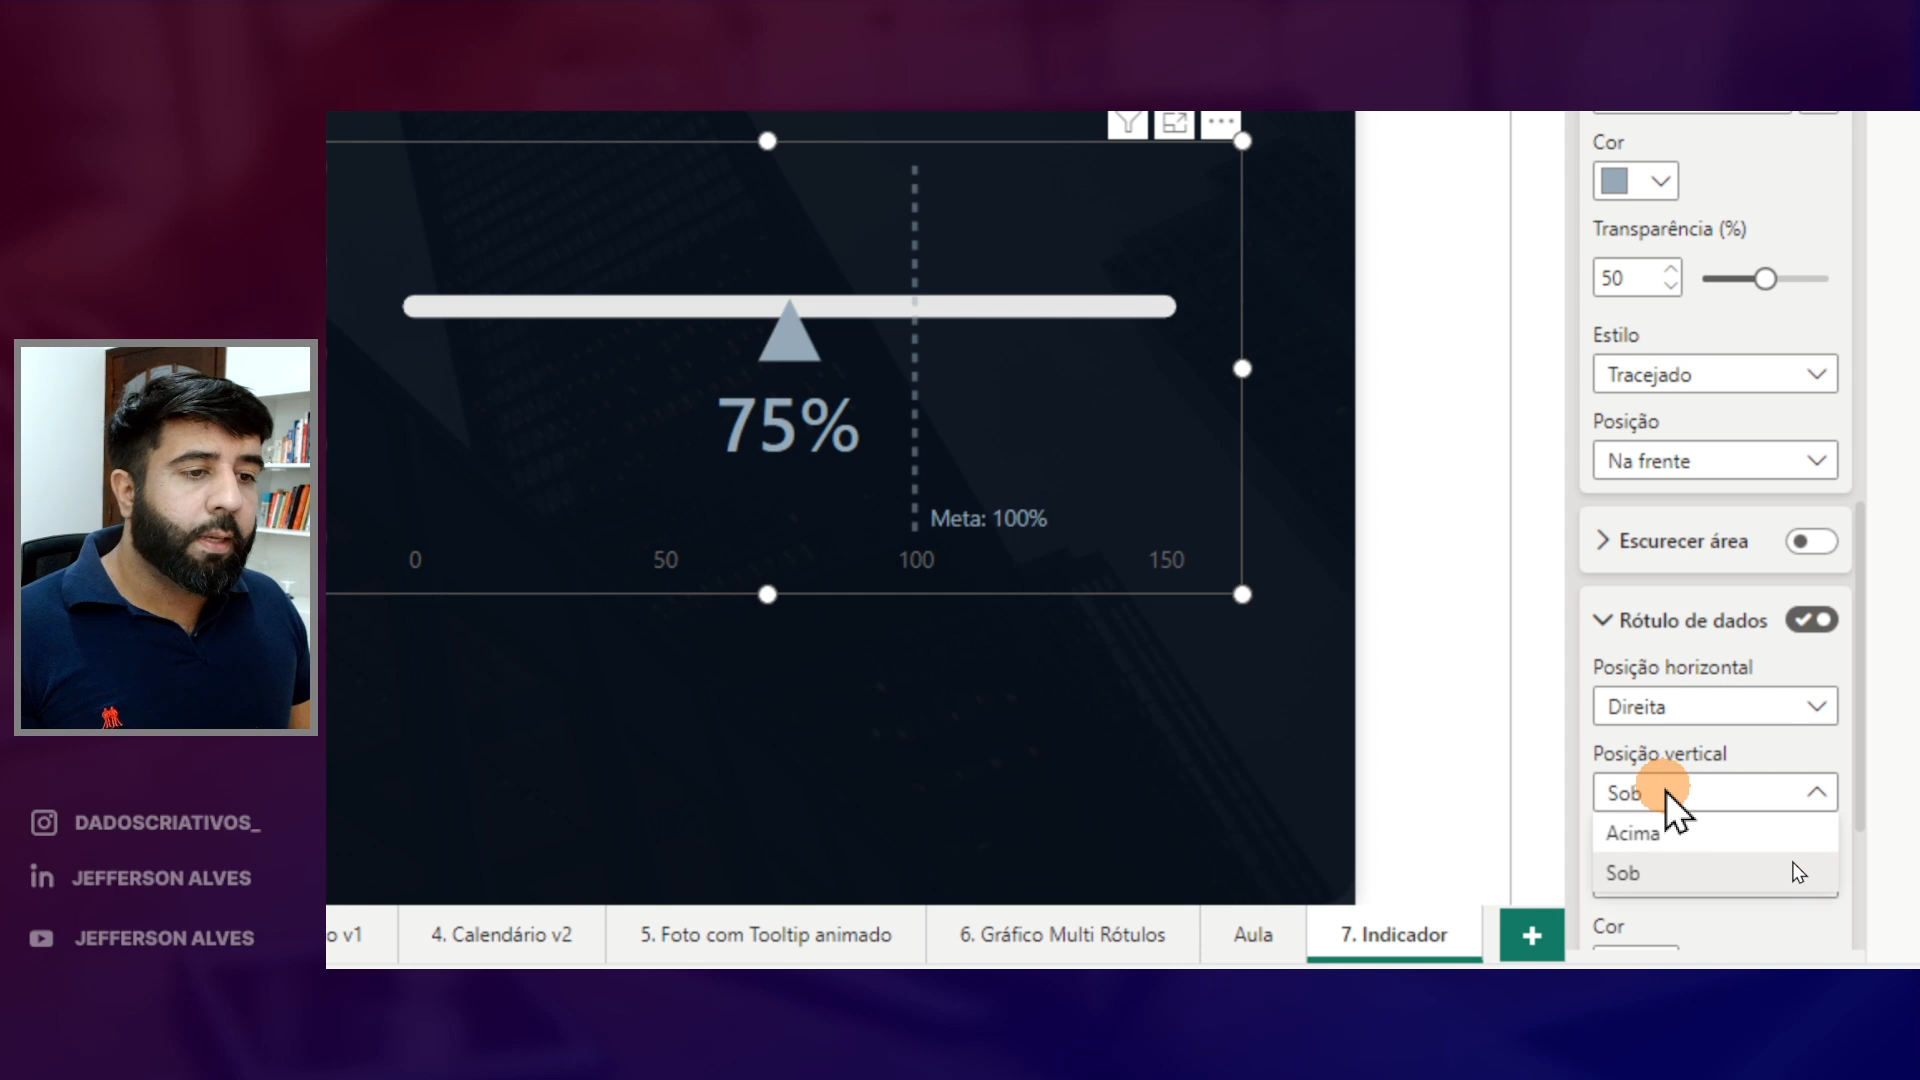 Cor
Transparência (%)
50
Estilo
Tracejado
Posição
Na frente
Escurecer área
Rótulo de dados
Posição horizontal
Direita
Posição vertical
Sob
Acima
Sob
Cor
75%
Meta: 100%
0 50 100 150
DADOSCRIATIVOS_
in JEFFERSON ALVES
JEFFERSON ALVES
o v1 4. Calendário v2 5. Foto com Tooltip animado 6. Gráfico Multi Rótulos Aula 7. Indicador +